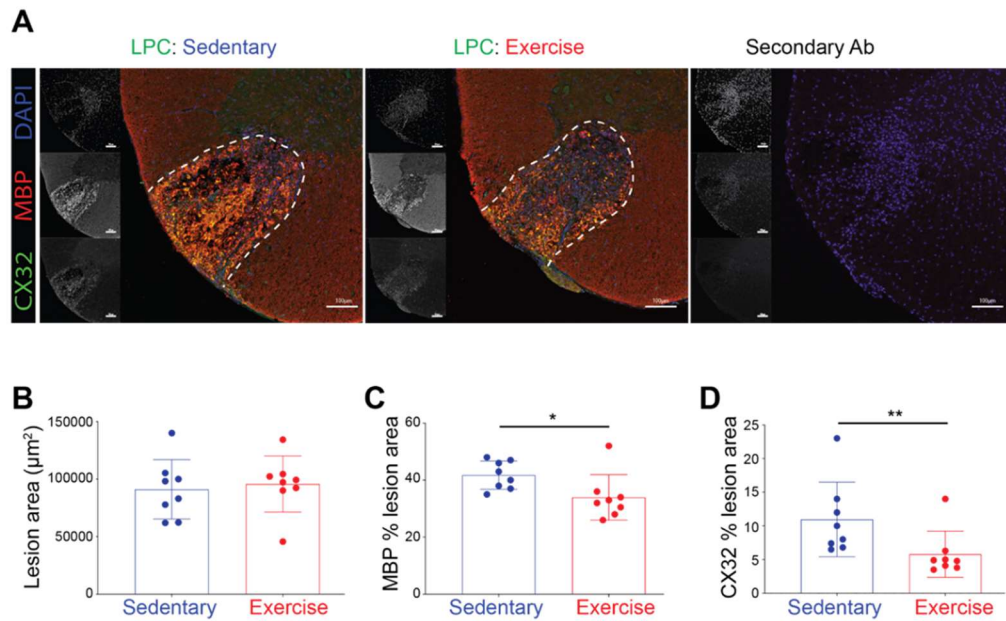 A
LPC: Sedentary
LPC: Exercise
Secondary Ab
CX32 MBP DAPI
100µm
100µm
100µm
B
Lesion area (µm²)
150000
100000
50000
0
Sedentary
Exercise
C
MBP % lesion area
60
40
20
0
*
Sedentary
Exercise
D
CX32 % lesion area
25
20
15
10
5
0
**
Sedentary
Exercise